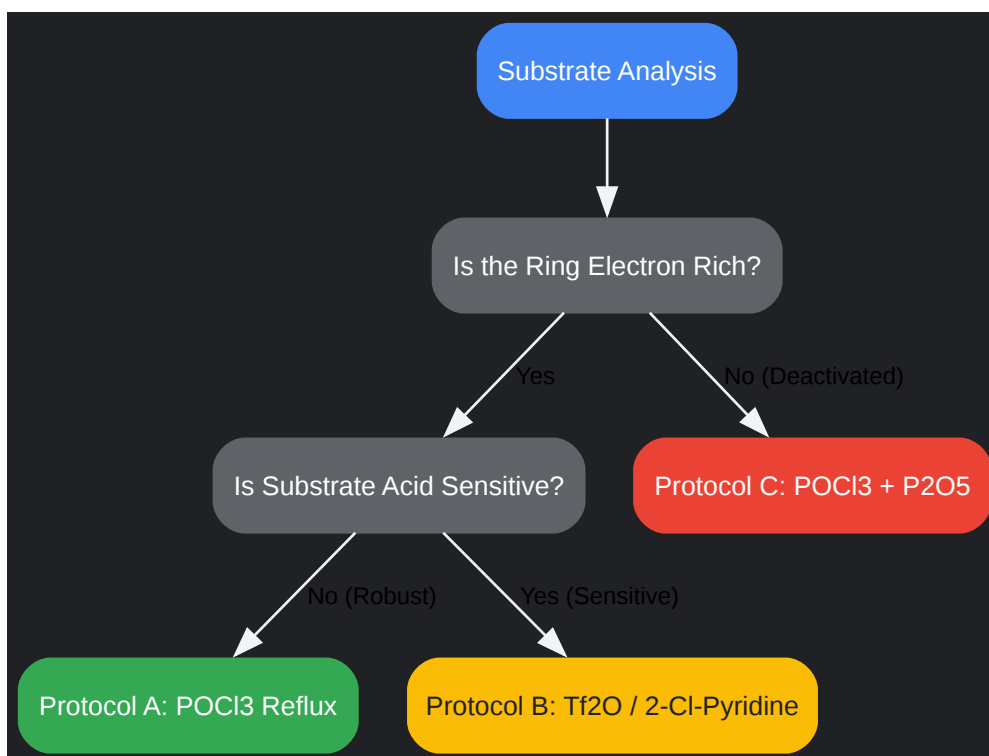 Substrate Analysis
Is the Ring Electron Rich?
Yes
No (Deactivated)
Is Substrate Acid Sensitive?
Protocol C: POCl3 + P2O5
No (Robust)
Yes (Sensitive)
Protocol A: POCl3 Reflux
Protocol B: Tf2O / 2-Cl-Pyridine